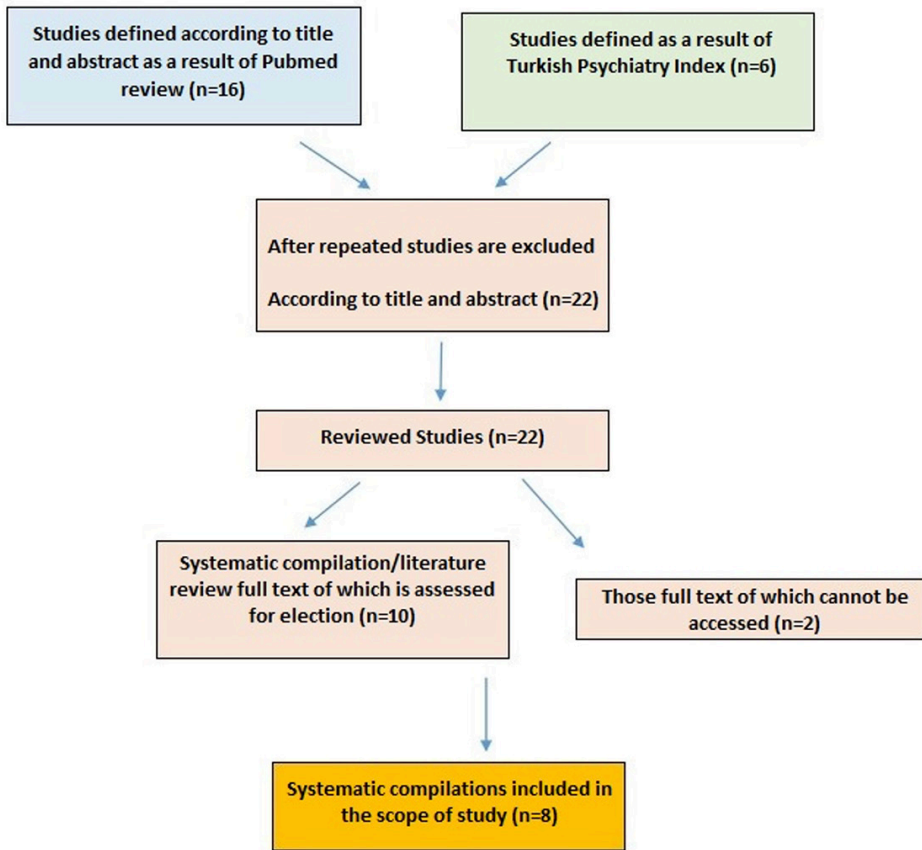 Studies defined according to title
and abstract as a result of Pubmed
review (n=16)
Studies defined as a result of
Turkish Psychiatry Index (n=6)
After repeated studies are excluded
According to title and abstract (n=22)
Reviewed Studies (n=22)
Systematic compilation/literature
review full text of which is assessed
for election (n=10)
Those full text of which cannot be
accessed (n=2)
Systematic compilations included in
the scope of study (n=8)